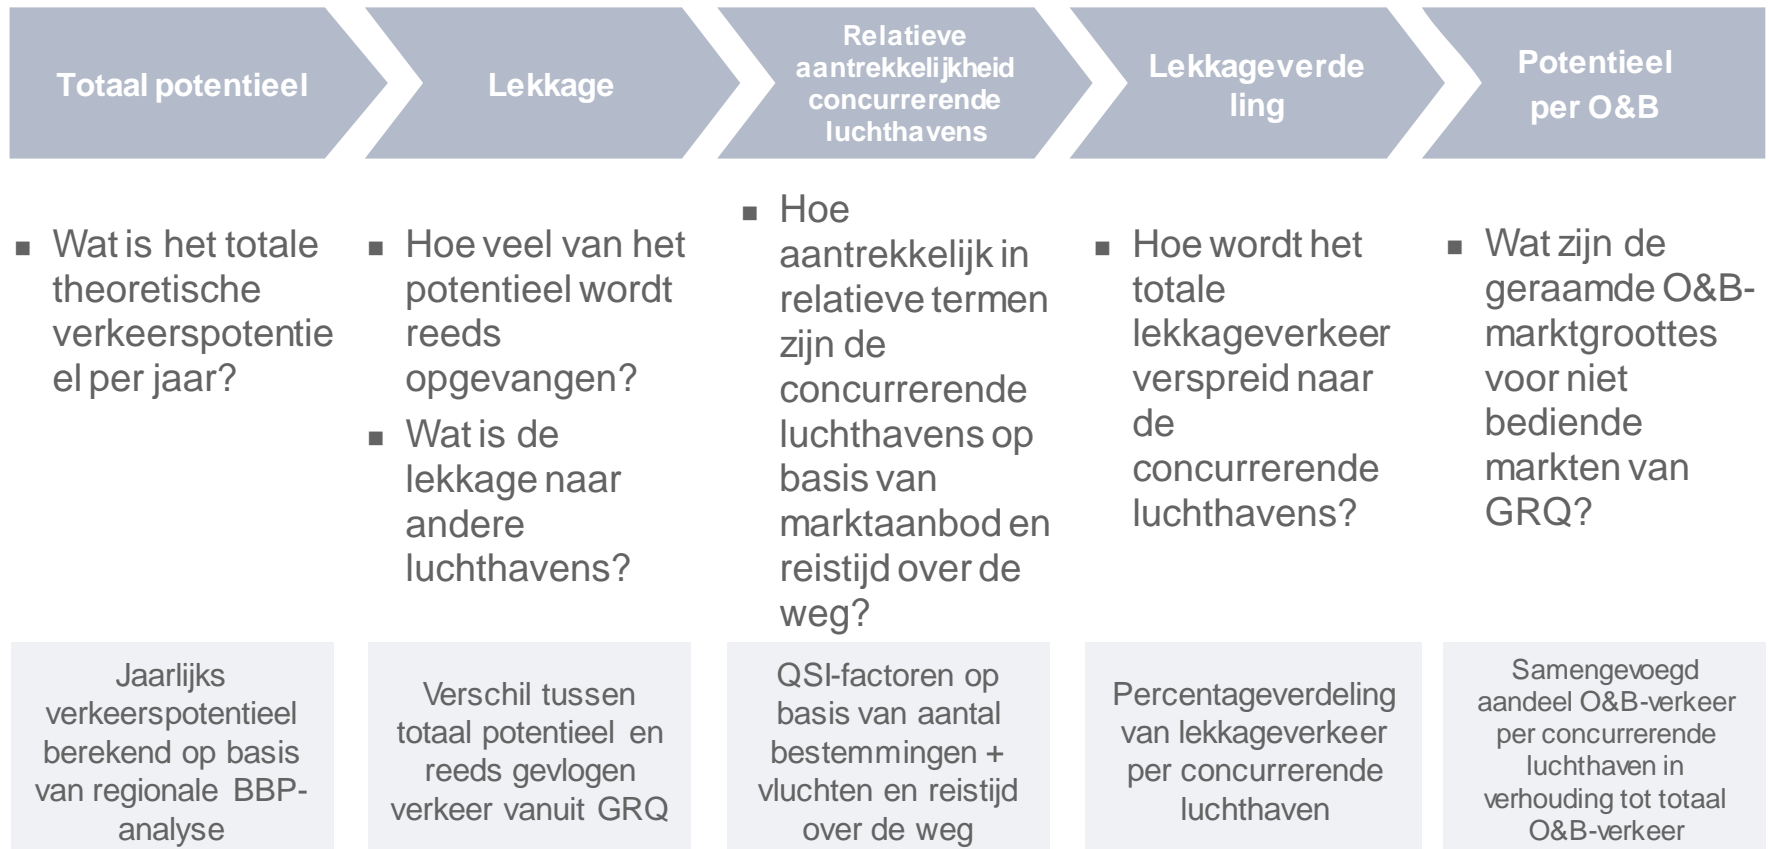 Totaal potentieel
Lekkage
Relatieve
aantrekkelijkheid
concurrerende
luchthavens
Lekkageverde
ling
Potentieel
per O&B
■ Wat is het totale
theoretische
verkeerspotentie
el per jaar?
■ Hoe veel van het
potentieel wordt
reeds
opgevangen?
■ Wat is de
lekkage naar
andere
luchthavens?
■ Hoe
aantrekkelijk in
relatieve termen
zijn de
concurrerende
luchthavens op
basis van
marktaanbod en
reistijd over de
weg?
■ Hoe wordt het
totale
lekkageverkeer
verspreid naar
de
concurrerende
luchthavens?
■ Wat zijn de
geraamde O&B-
marktgroottes
voor niet
bediende
markten van
GRQ?
Jaarlijks
verkeerspotentieel
berekend op basis
van regionale BBP-
analyse
Verschil tussen
totaal potentieel en
reeds gevlogen
verkeer vanuit GRQ
QSI-factoren op
basis van aantal
bestemmingen +
vluchten en reistijd
over de weg
Percentageverdeling
van lekkageverkeer
per concurrerende
luchthaven
Samengevoegd
aandeel O&B-verkeer
per concurrerende
luchthaven in
verhouding tot totaal
O&B-verkeer